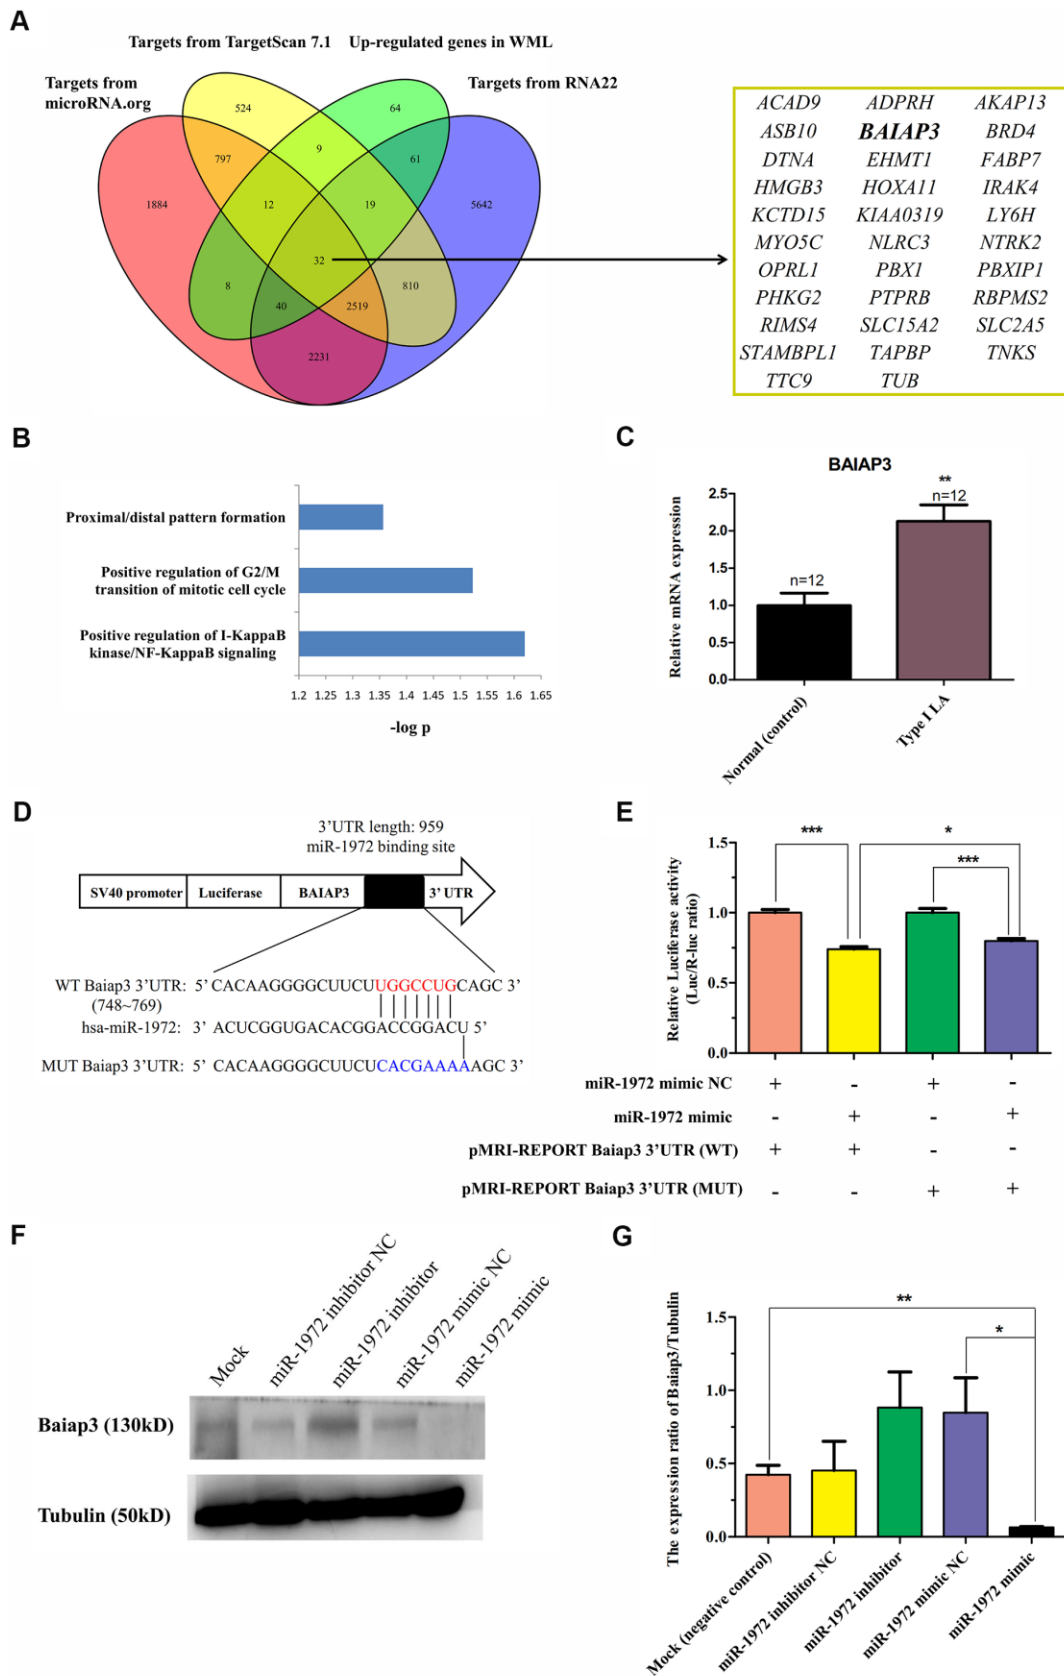 A
Targets from TargetScan 7.1 Up-regulated genes in WML
Targets from
microRNA.org
Targets from RNA22
524
64
797
9
61
1884
12
19
5642
32
8
40
2519
810
2231
ACAD9 ADPRH AKAP13
ASB10 BAIAP3 BRD4
DTNA EHMT1 FABP7
HMGB3 HOXA11 IRAK4
KCTD15 KIAA0319 LY6H
MYO5C NLRC3 NTRK2
OPRL1 PBX1 PBXIP1
PHKG2 PTPRB RBPMS2
RIMS4 SLC15A2 SLC2A5
STAMBPL1 TAPBP TNKS
TTC9 TUB
B
Proximal/distal pattern formation
Positive regulation of G2/M
transition of mitotic cell cycle
Positive regulation of I-KappaB
kinase/NF-KappaB signaling
1.2 1.25 1.3 1.35 1.4 1.45 1.5 1.55 1.6 1.65
-log p
C
BAIAP3
Relative mRNA expression
2.5
2.0
1.5
1.0
0.5
0.0
n=12
**
n=12
Normal (control)
Type I LA
D
3'UTR length: 959
miR-1972 binding site
SV40 promoter Luciferase BAIAP3 3' UTR
WT Baiap3 3'UTR: 5' CACAAGGGGCUUCUUUGGCCUGCAGC 3'
(748~769)
hsa-miR-1972: 3' ACUCGGUGACACGGACCGGACU 5'
MUT Baiap3 3'UTR: 5' CACAAGGGGCUUCUCACGAAAAAGC 3'
E
Relative Luciferase activity
(Luc/R-luc ratio)
1.5
1.0
0.5
0.0
***
*
***
miR-1972 mimic NC + - + -
miR-1972 mimic - + - +
pMRI-REPORT Baiap3 3'UTR (WT) + + - -
pMRI-REPORT Baiap3 3'UTR (MUT) - - + +
F
Mock
miR-1972 inhibitor NC
miR-1972 inhibitor
miR-1972 mimic NC
miR-1972 mimic
Baiap3 (130kD)
Tubulin (50kD)
G
The expression ratio of Baiap3/Tubulin
1.5
1.0
0.5
0.0
**
*
Mock (negative control)
miR-1972 inhibitor NC
miR-1972 inhibitor
miR-1972 mimic NC
miR-1972 mimic